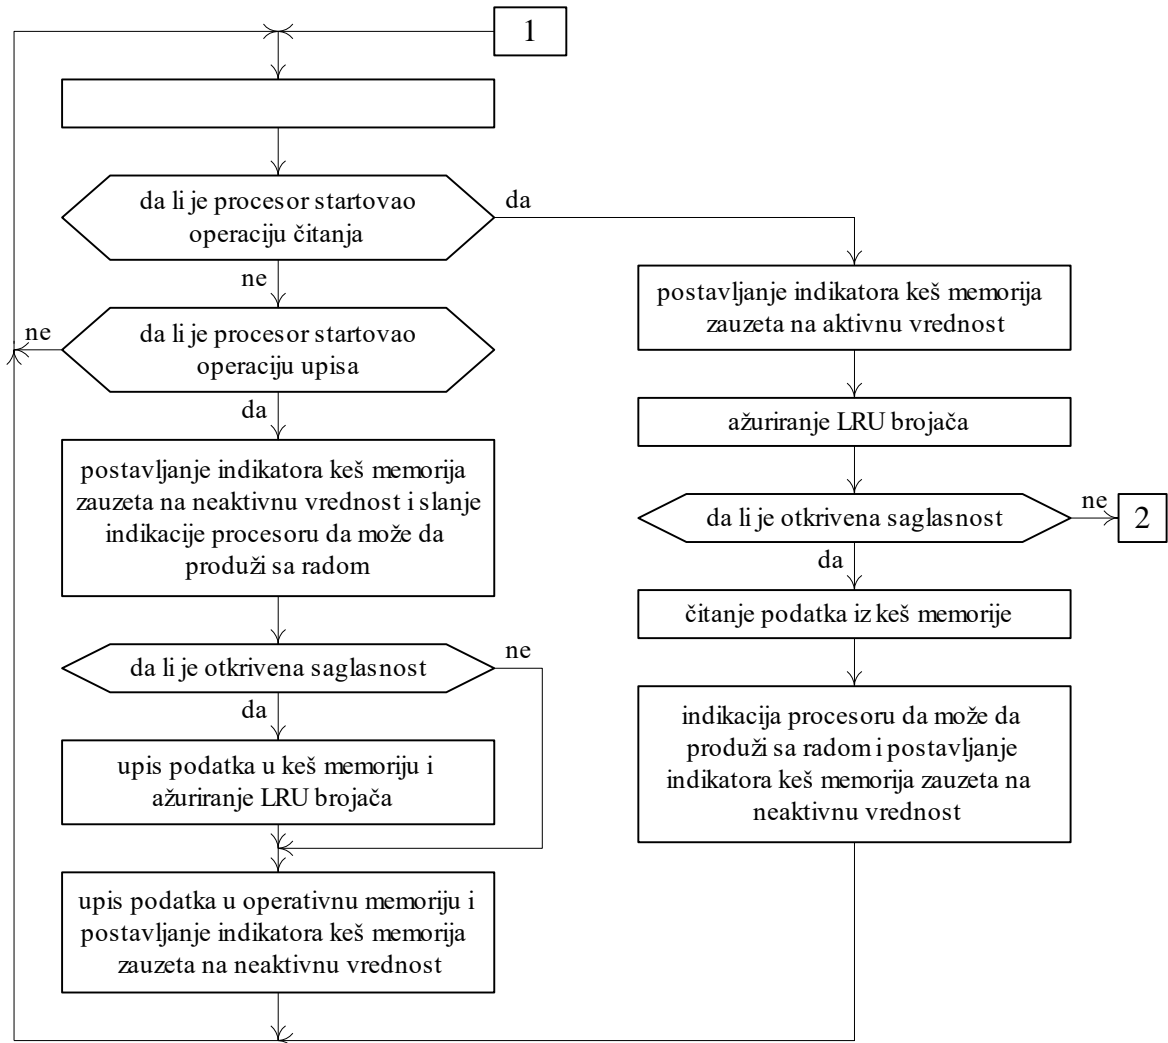 1
da li je procesor startovao
operaciju čitanja
da
ne
da li je procesor startovao
operaciju upisa
ne
da
postavljanje indikatora keš memorija
zauzeta na neaktivnu vrednost i slanje
indikacije procesoru da može da
produži sa radom
da li je otkrivena saglasnost
ne
da
upis podatka u keš memoriju i
ažuriranje LRU brojača
upis podatka u operativnu memoriju i
postavljanje indikatora keš memorija
zauzeta na neaktivnu vrednost
postavljanje indikatora keš memorija
zauzeta na aktivnu vrednost
ažuriranje LRU brojača
da li je otkrivena saglasnost
ne
2
da
čitanje podatka iz keš memorije
indikacija procesoru da može da
produži sa radom i postavljanje
indikatora keš memorija zauzeta na
neaktivnu vrednost